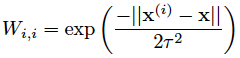 W_{i,i} = \exp\left(\frac{-||\mathbf{x}^{(i)} - \mathbf{x}||}{2\tau^2}\right)